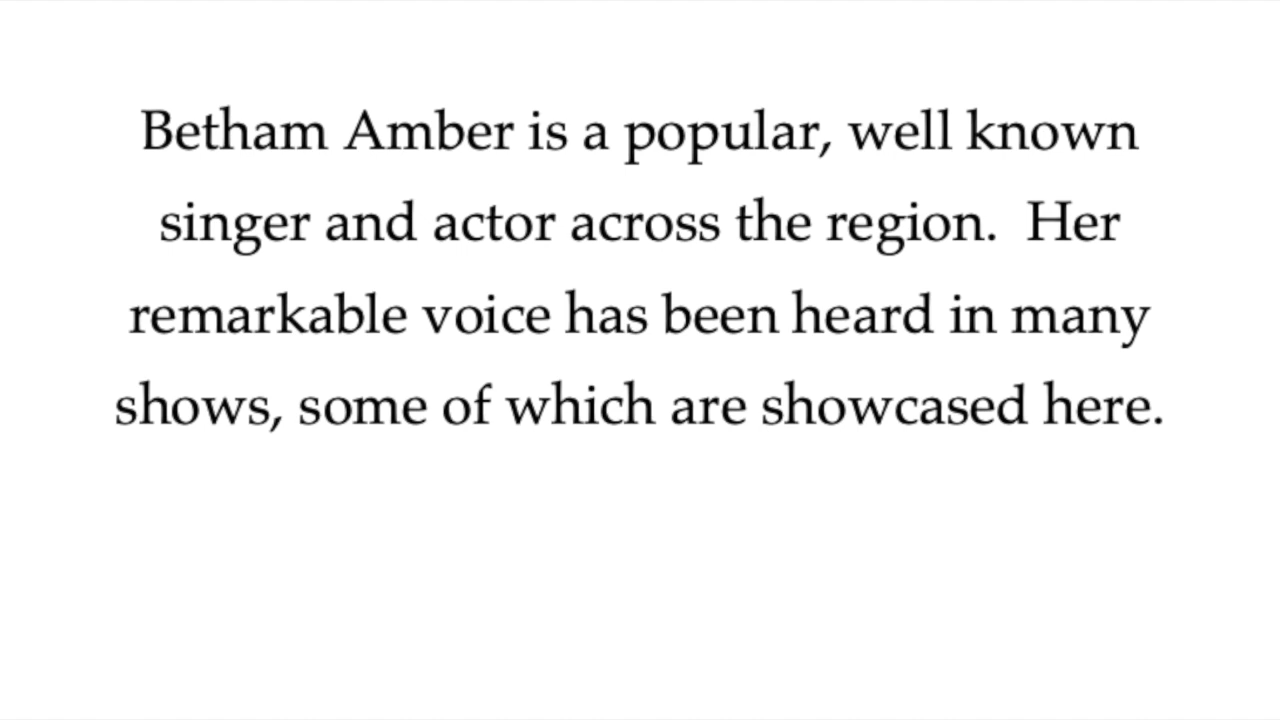 Betham Amber is a popular, well known
singer and actor across the region.  Her
remarkable voice has been heard in many
shows, some of which are showcased here.